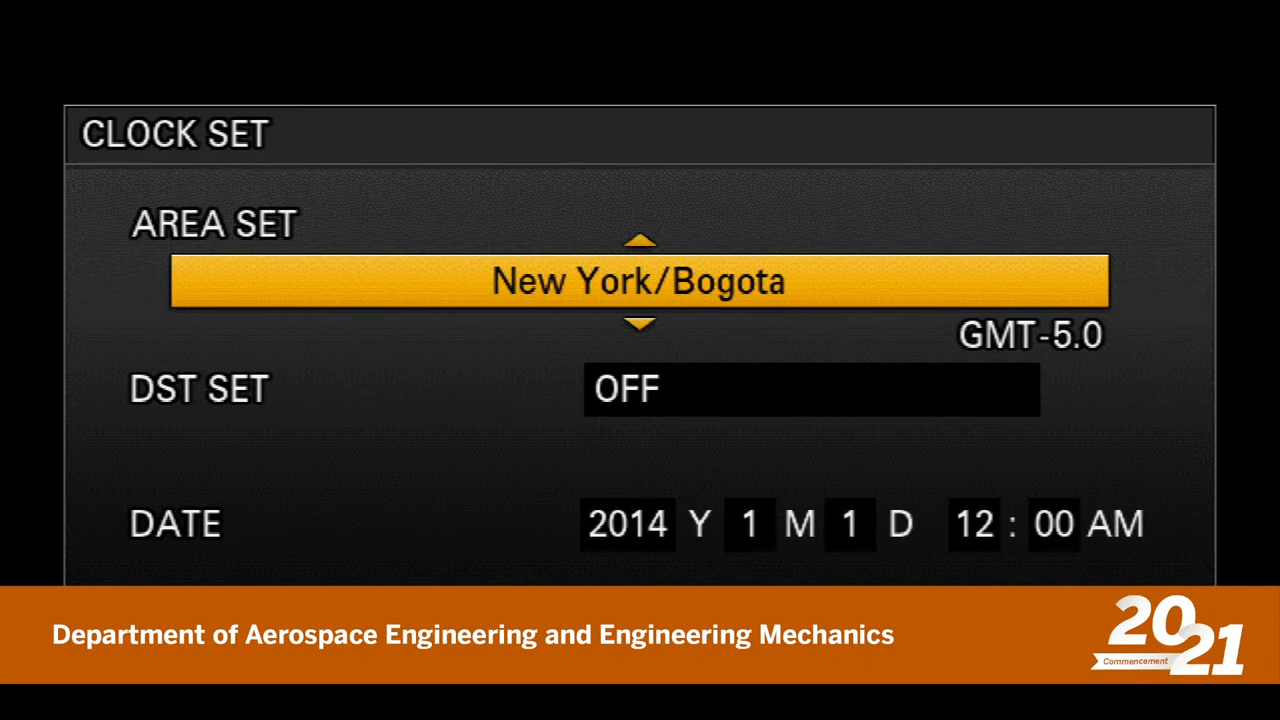 CLOCK SET
AREA SET
New York/Bogota
GMT-5.0
DST SET OFF
DATE 2014 Y 1 M 1 D 12 : 00 AM
Department of Aerospace Engineering and Engineering Mechanics
2021
Commencement